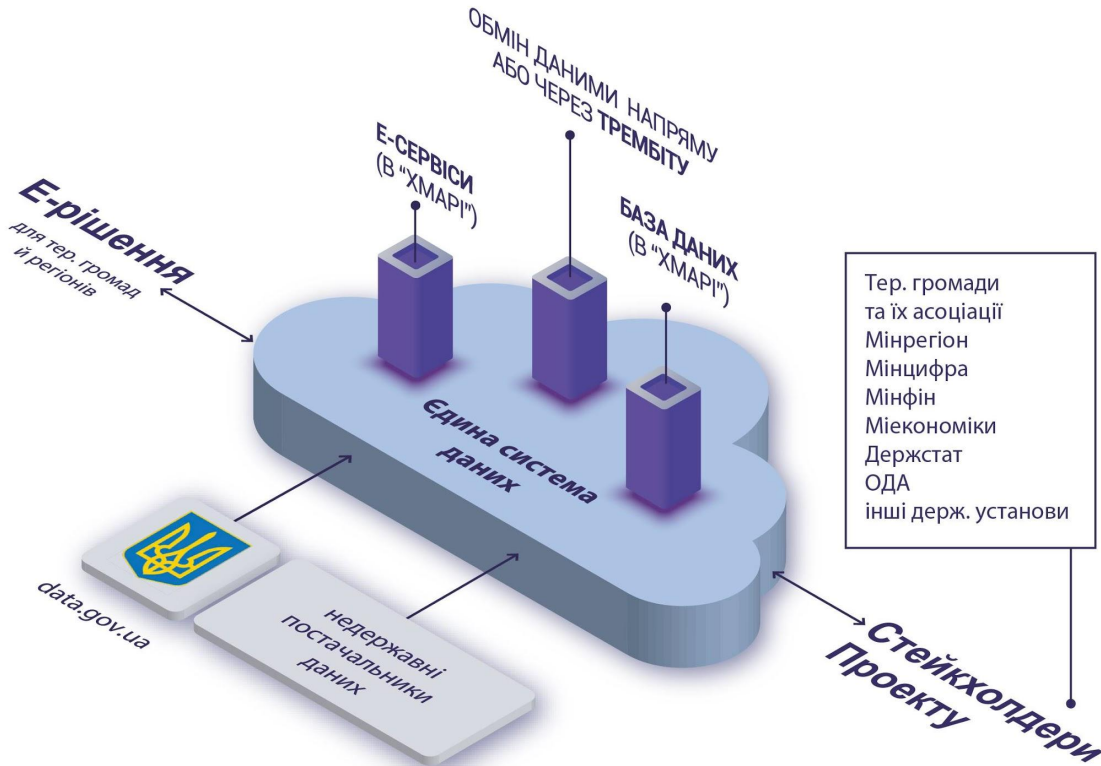 ОБМІН ДАНИМИ НАПРЯМУ
АБО ЧЕРЕЗ ТРЕМБІТУ
Е-СЕРВІСИ
(В "ХМАРІ")
БАЗА ДАНИХ
(В "ХМАРІ")
Е-рішення
для тер. громад
й регіонів
Єдина система
даних
Тер. громади
та їх асоціації
Мінрегіон
Мінцифра
Мінфін
Міекономіки
Держстат
ОДА
інші держ. установи
data.gov.ua
недержавні
постачальники
даних
Стейкхолдери
Проекту